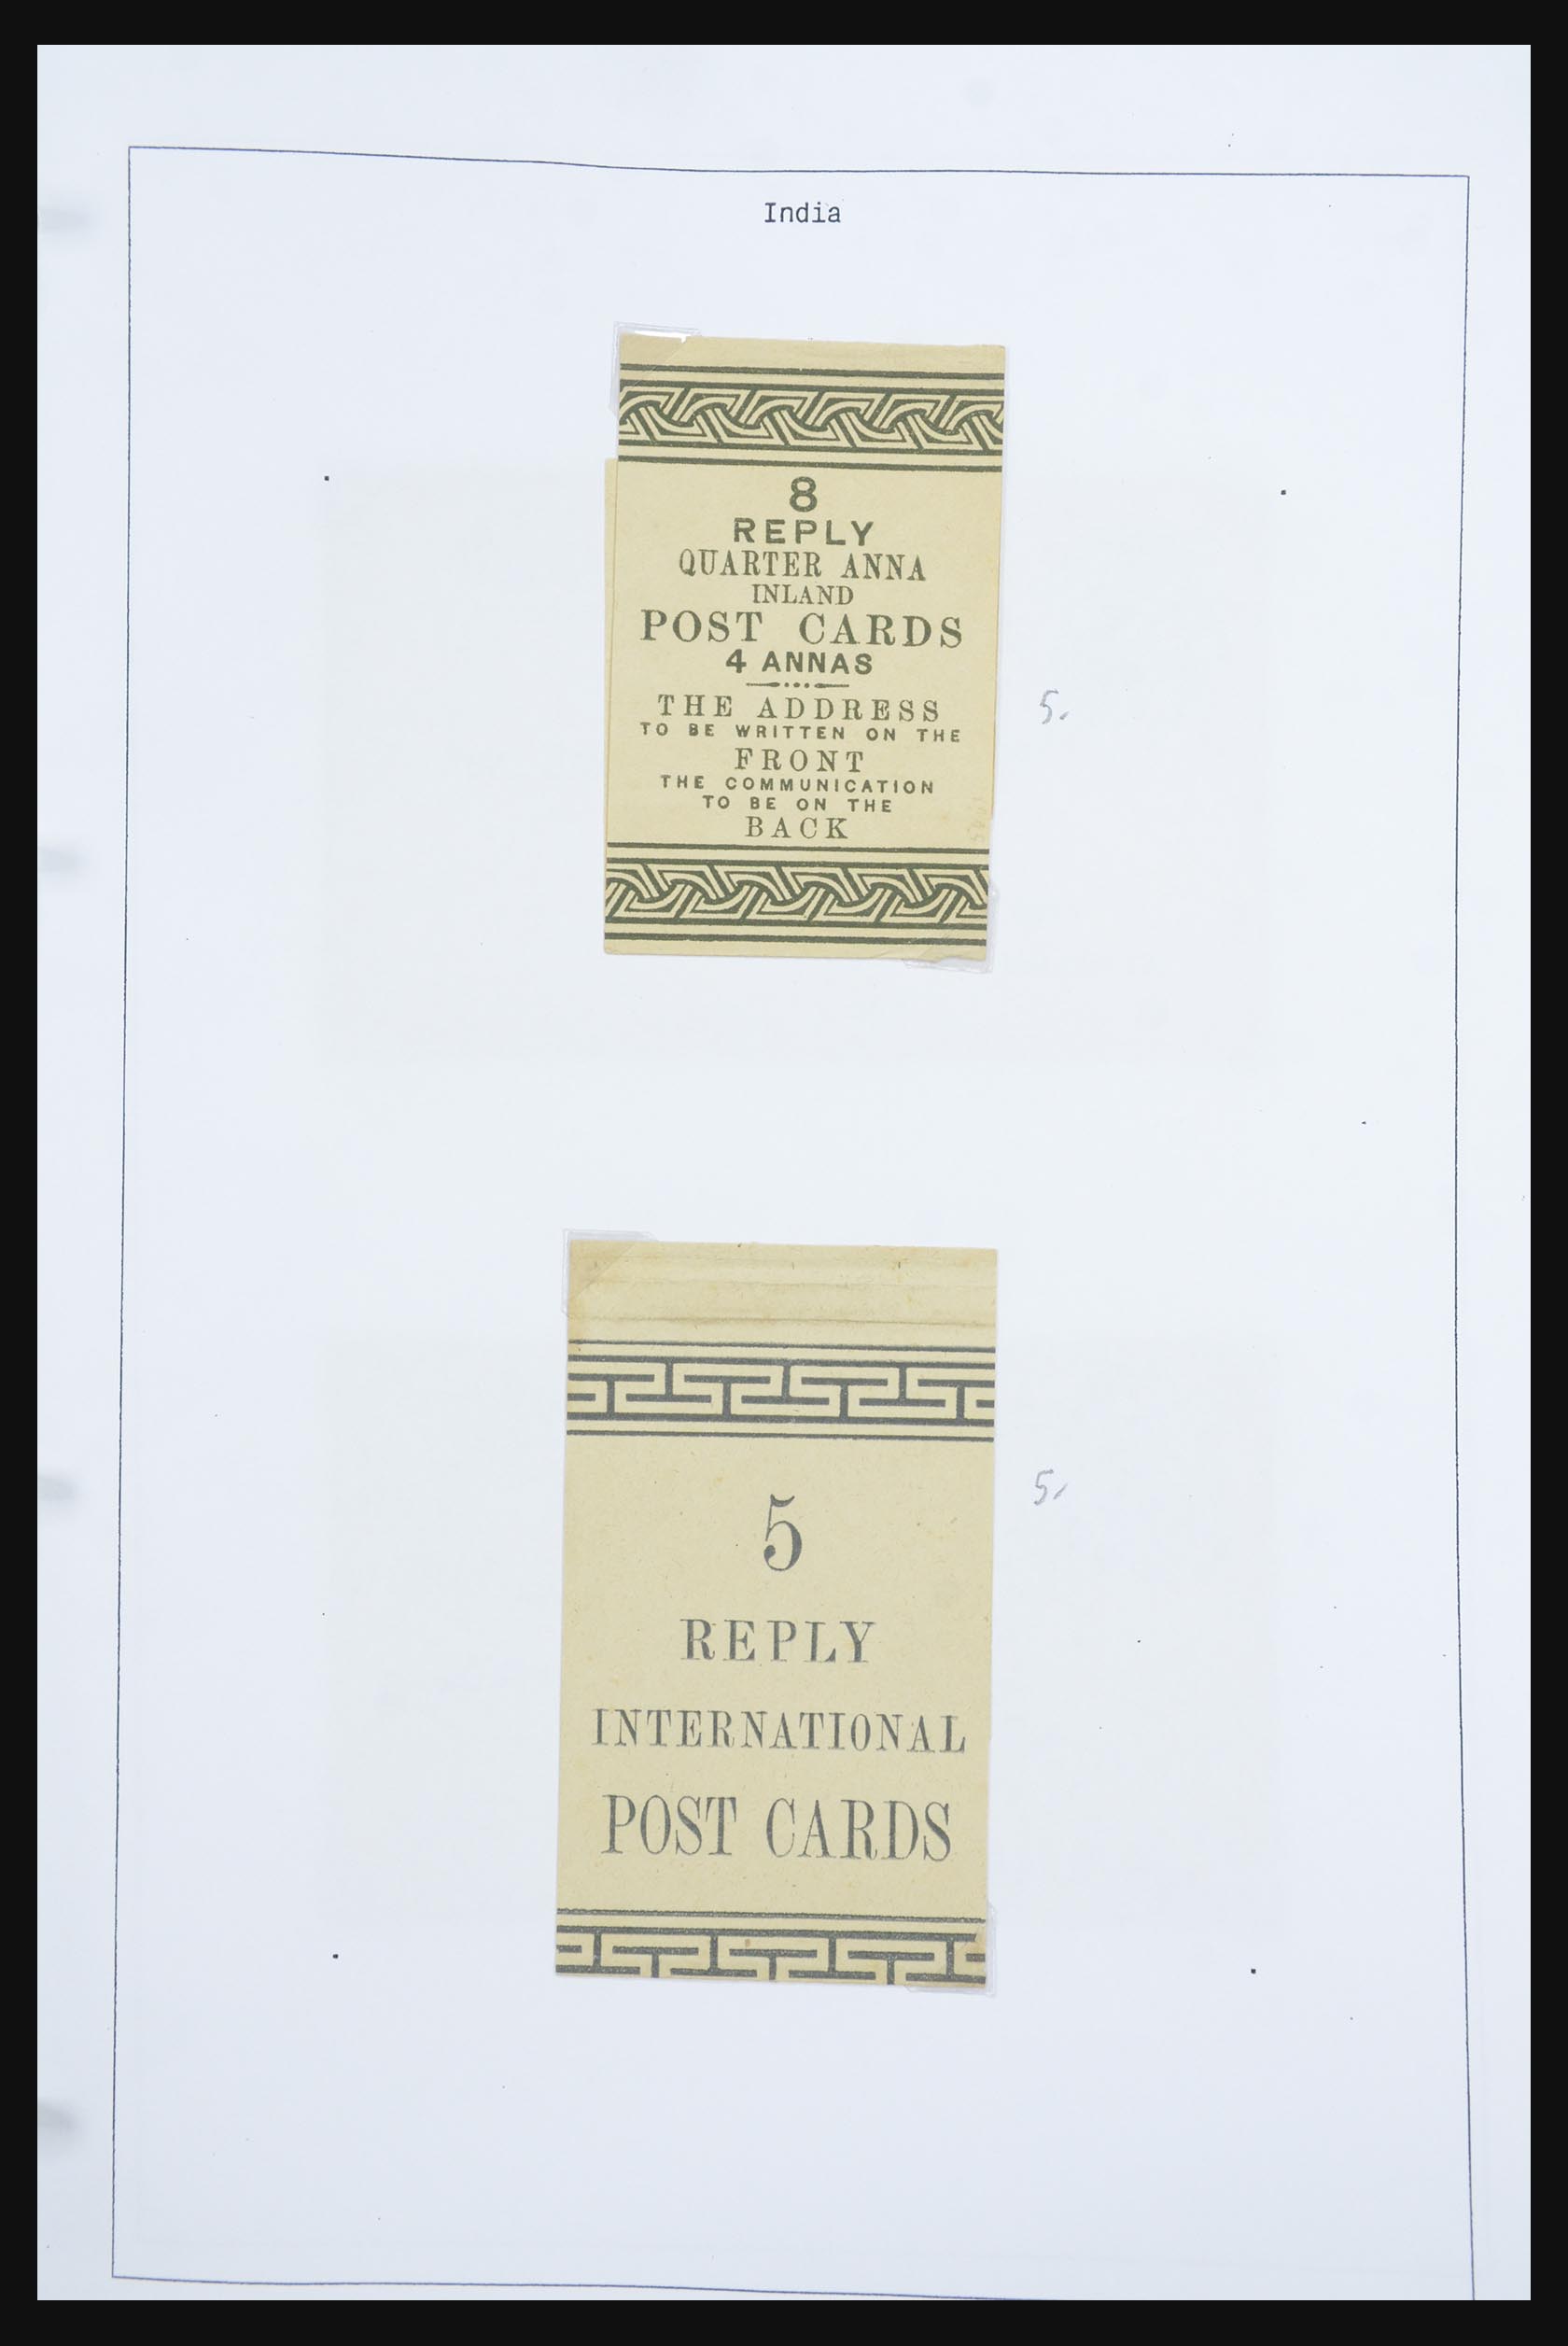 India
8
REPLY
QUARTER ANNA
INLAND
POST CARDS
4 ANNAS
THE ADDRESS
TO BE WRITTEN ON THE
FRONT
THE COMMUNICATION
TO BE ON THE
BACK
5.
5
REPLY
INTERNATIONAL
POST CARDS
5.